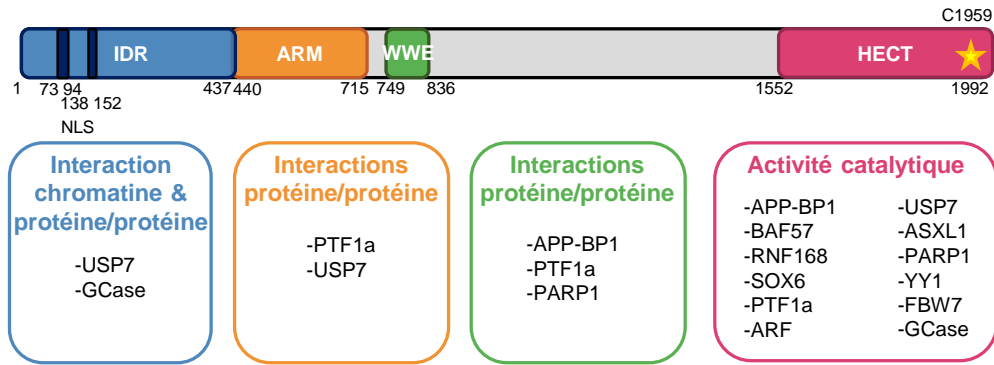 C1959
IDR
ARM
WWE
HECT
1
73
94
437
440
715
749
836
1552
1992
138
152
NLS
Interaction
chromatine &
protéine/protéine
-USP7
-GCase
Interactions
protéine/protéine
-PTF1a
-USP7
Interactions
protéine/protéine
-APP-BP1
-PTF1a
-PARP1
Activité catalytique
-APP-BP1
-BAF57
-RNF168
-SOX6
-PTF1a
-ARF
-USP7
-ASXL1
-PARP1
-YY1
-FBW7
-GCase